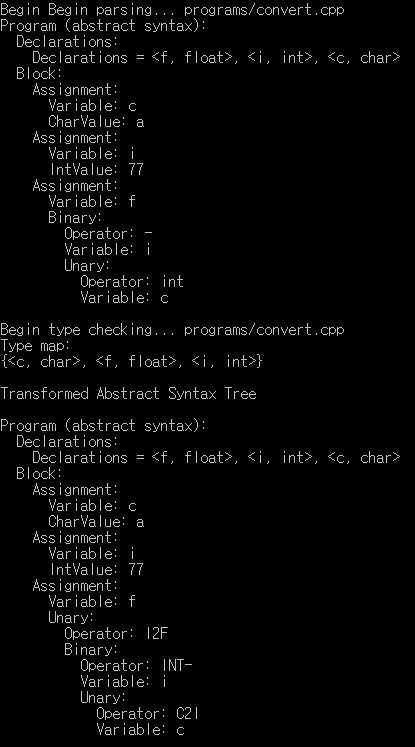 Begin Begin parsing... programs/convert.cpp
Program (abstract syntax):
Declarations:
Declarations = <f, float>, <i, int>, <c, char>
Block:
Assignment:
Variable: c
CharValue: a
Assignment:
Variable: i
IntValue: 77
Assignment:
Variable: f
Binary:
Operator: -
Variable: i
Unary:
Operator: int
Variable: c
Begin type checking... programs/convert.cpp
Type map:
{<c, char>, <f, float>, <i, int>}
Transformed Abstract Syntax Tree
Program (abstract syntax):
Declarations:
Declarations = <f, float>, <i, int>, <c, char>
Block:
Assignment:
Variable: c
CharValue: a
Assignment:
Variable: i
IntValue: 77
Assignment:
Variable: f
Unary:
Operator: I2F
Binary:
Operator: INT-
Variable: i
Unary:
Operator: C2I
Variable: c